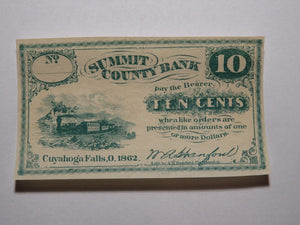 No
SUMMIT
COUNTY BANK
10
pay the Bearer
TEN CENTS
when like orders are
presented in amounts of one
or more Dollars.
Cuyahoga Falls, O. 1862.